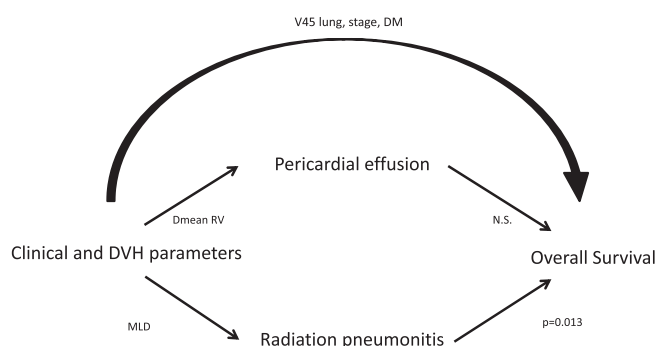 V45 lung, stage, DM
Pericardial effusion
Dmean RV
N.S.
Clinical and DVH parameters
Overall Survival
MLD
p=0.013
Radiation pneumonitis